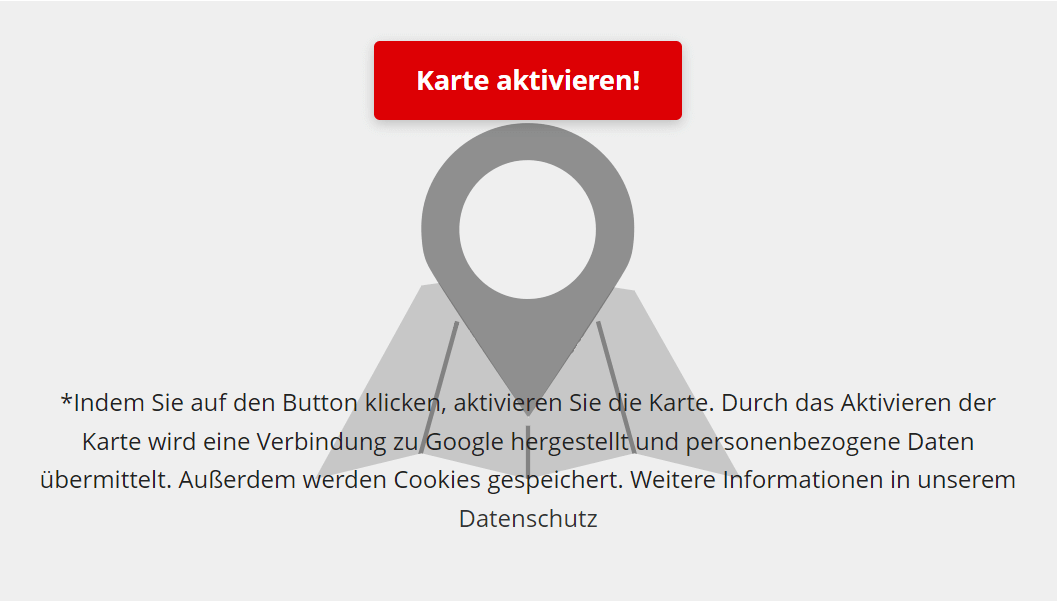 Karte aktivieren!
*Indem Sie auf den Button klicken, aktivieren Sie die Karte. Durch das Aktivieren der
Karte wird eine Verbindung zu Google hergestellt und personenbezogene Daten
übermittelt. Außerdem werden Cookies gespeichert. Weitere Informationen in unserem
Datenschutz